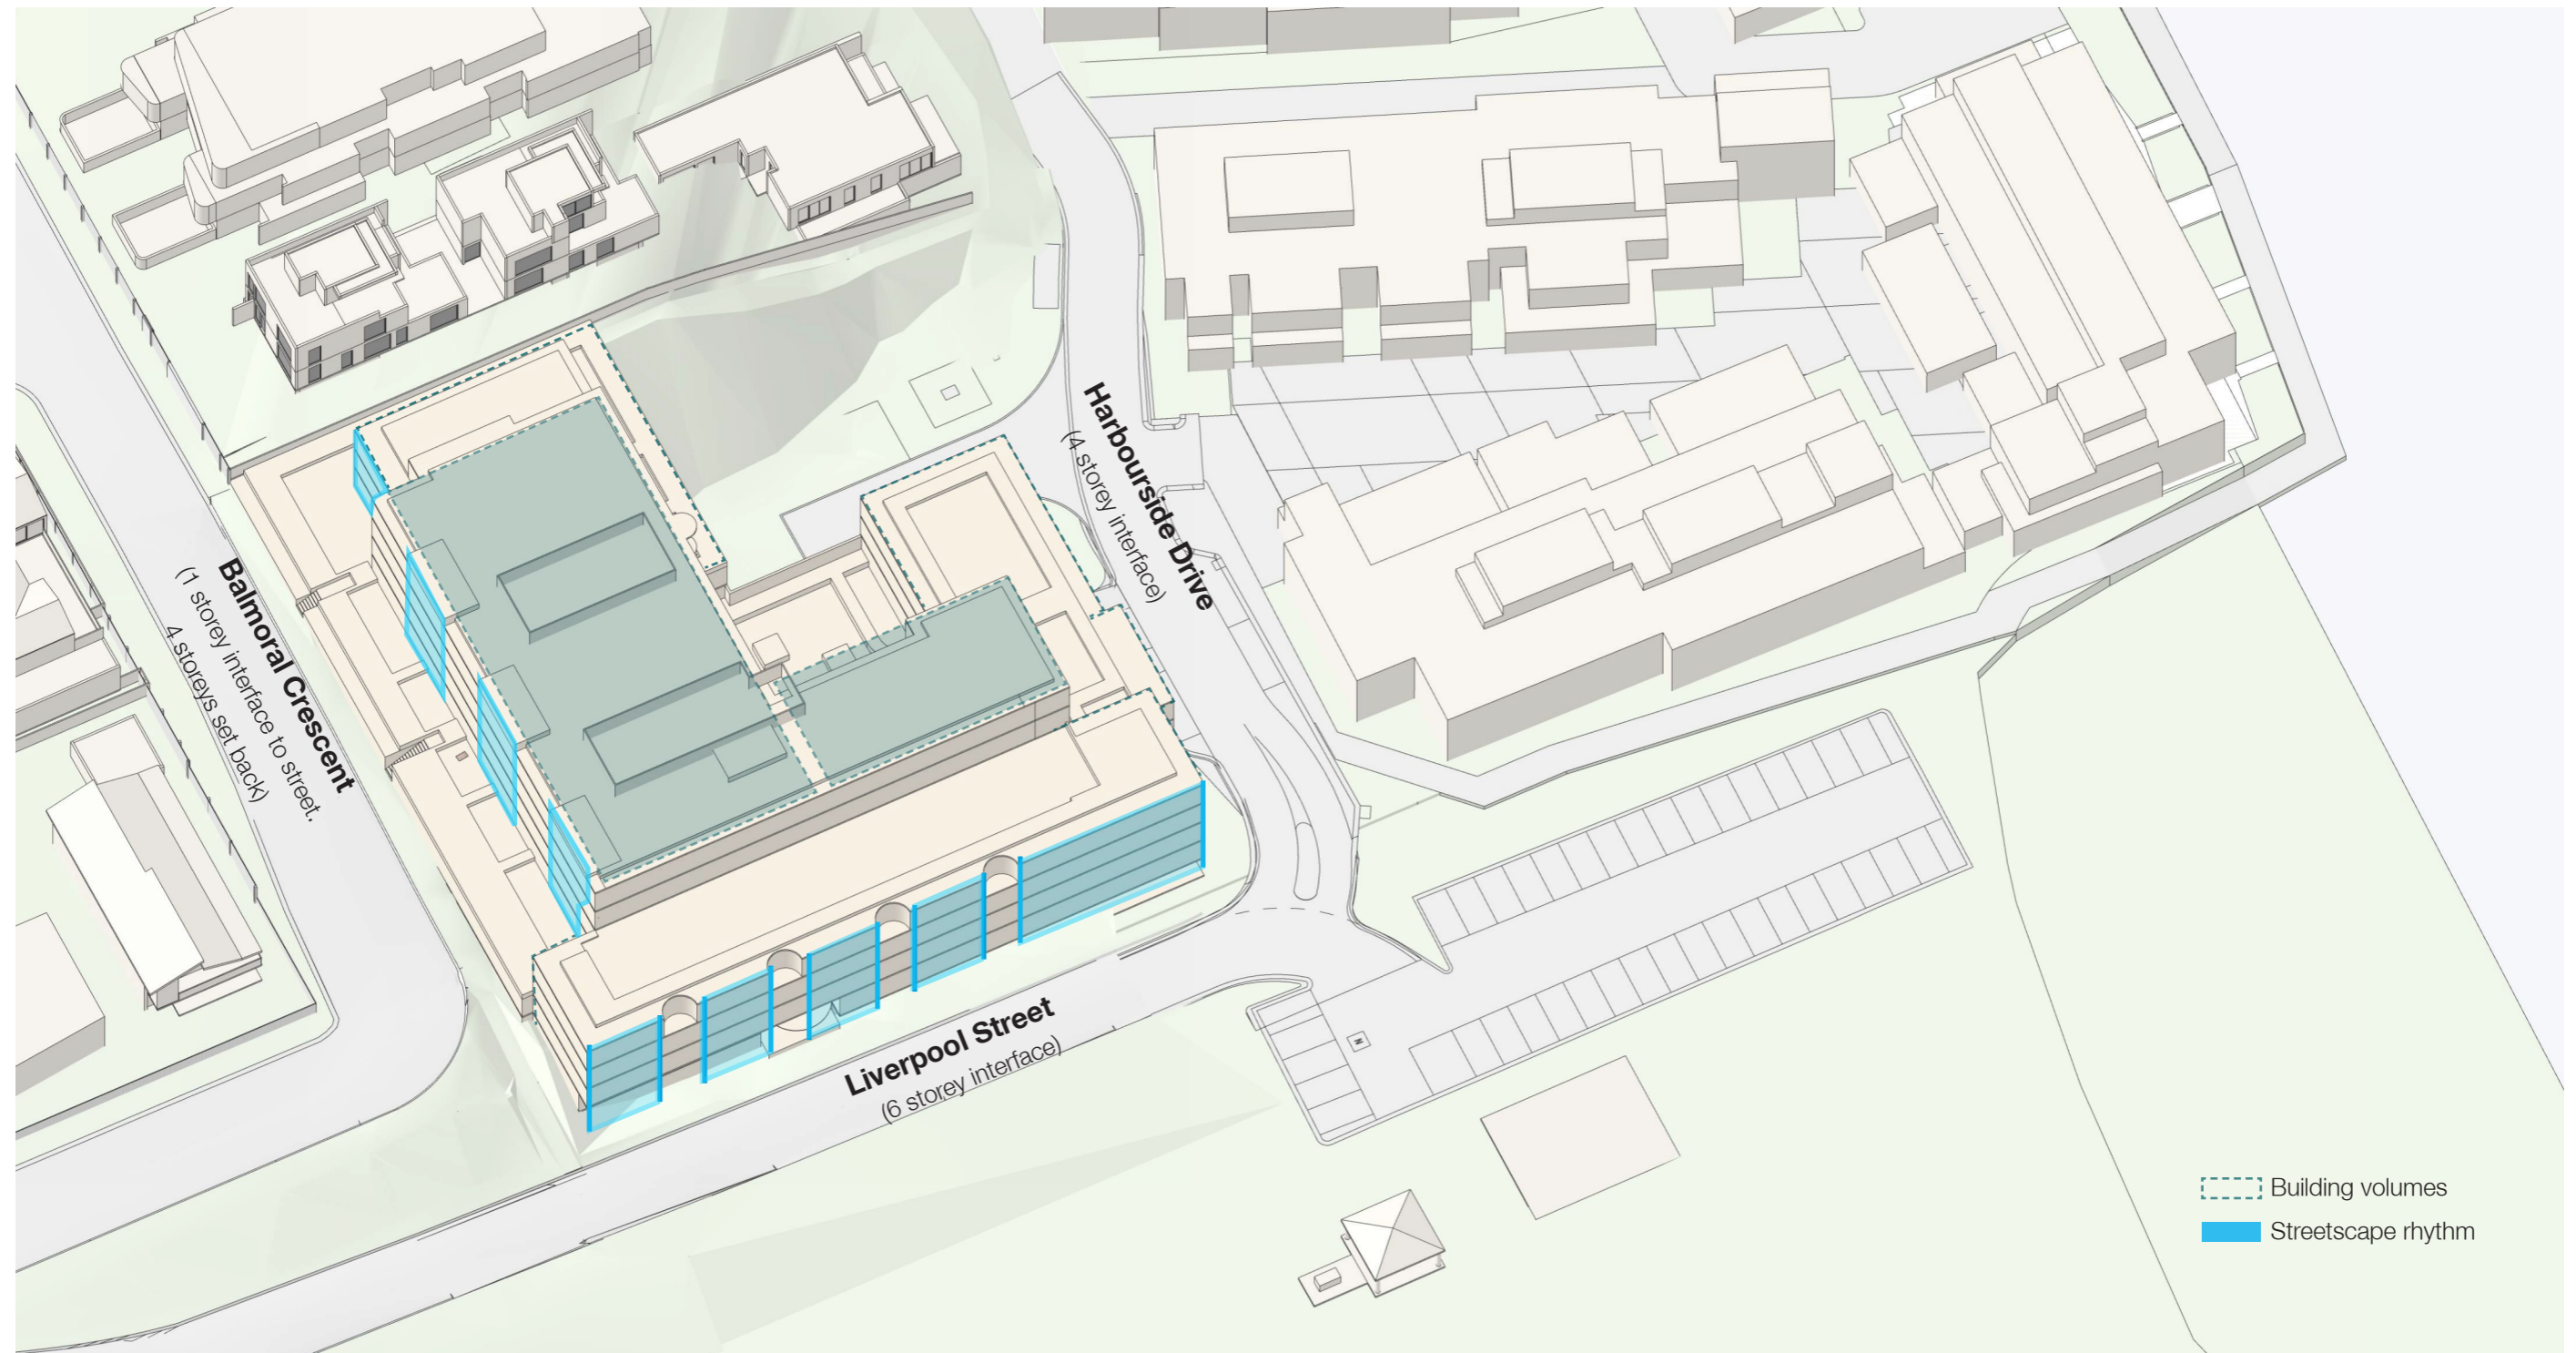 Harbourside Drive
(4 storey interface)
Balmoral Crescent
(1 storey interface to street.
4 storeys set back)
Liverpool Street
(6 storey interface)
Building volumes
Streetscape rhythm